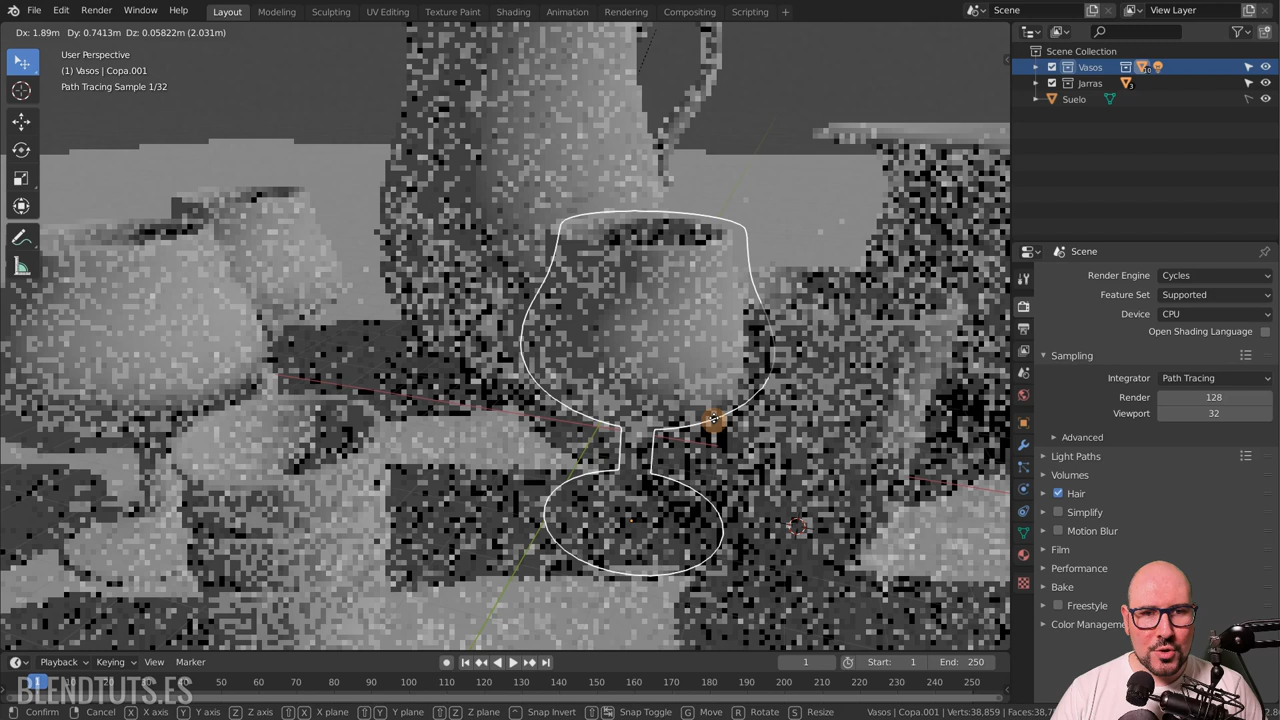 File Edit Render Window Help Layout Modeling Sculpting UV Editing Texture Paint Shading Animation Rendering Compositing Scripting + Scene View Layer
Dx: 1.89m Dy: 0.7413m Dz: 0.05822m (2.031m)
User Perspective
(1) Vasos | Copa.001
Path Tracing Sample 1/32
Scene Collection
Vasos 10
Jarras 3
Suelo
Scene
Render Engine Cycles
Feature Set Supported
Device CPU
Open Shading Language
Sampling
Integrator Path Tracing
Render 128
Viewport 32
Advanced
Light Paths
Volumes
Hair
Simplify
Motion Blur
Film
Performance
Bake
Freestyle
Color Manageme
Playback Keying View Marker 1 Start: 1 End: 250
1 10 20 30 40 50 60 70 80 90 100 110 120 130 140 150 160 170 180 190 200 210 220 230 240 250
BLENDTUTS.ES
Confirm Cancel X X axis Y Y axis Z Z axis X X plane Y Y plane Z Z plane Snap Invert Snap Toggle G Move R Rotate S Resize Vasos | Copa.001 | Verts:38,859 | Faces:38,7